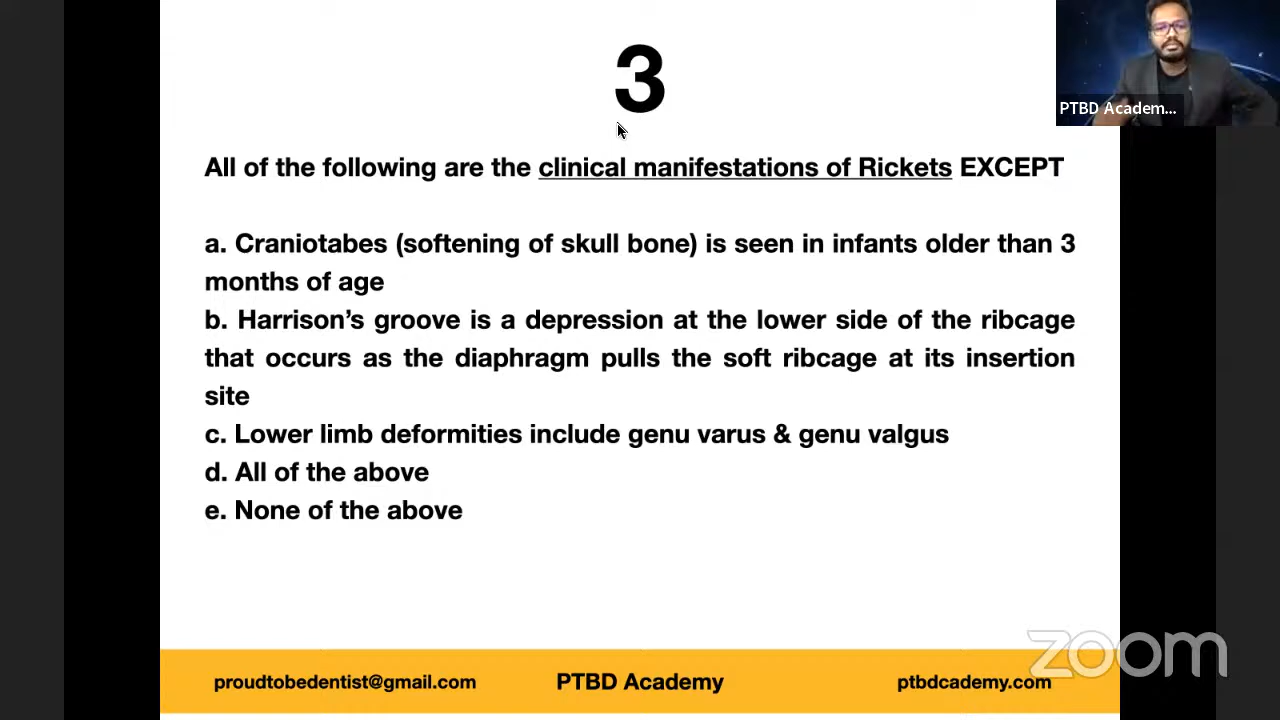 3
PTBD Academ...
All of the following are the clinical manifestations of Rickets EXCEPT
a. Craniotabes (softening of skull bone) is seen in infants older than 3
months of age
b. Harrison’s groove is a depression at the lower side of the ribcage
that occurs as the diaphragm pulls the soft ribcage at its insertion
site
c. Lower limb deformities include genu varus & genu valgus
d. All of the above
e. None of the above
zoom
proudtobedentist@gmail.com
PTBD Academy
ptbdcademy.com